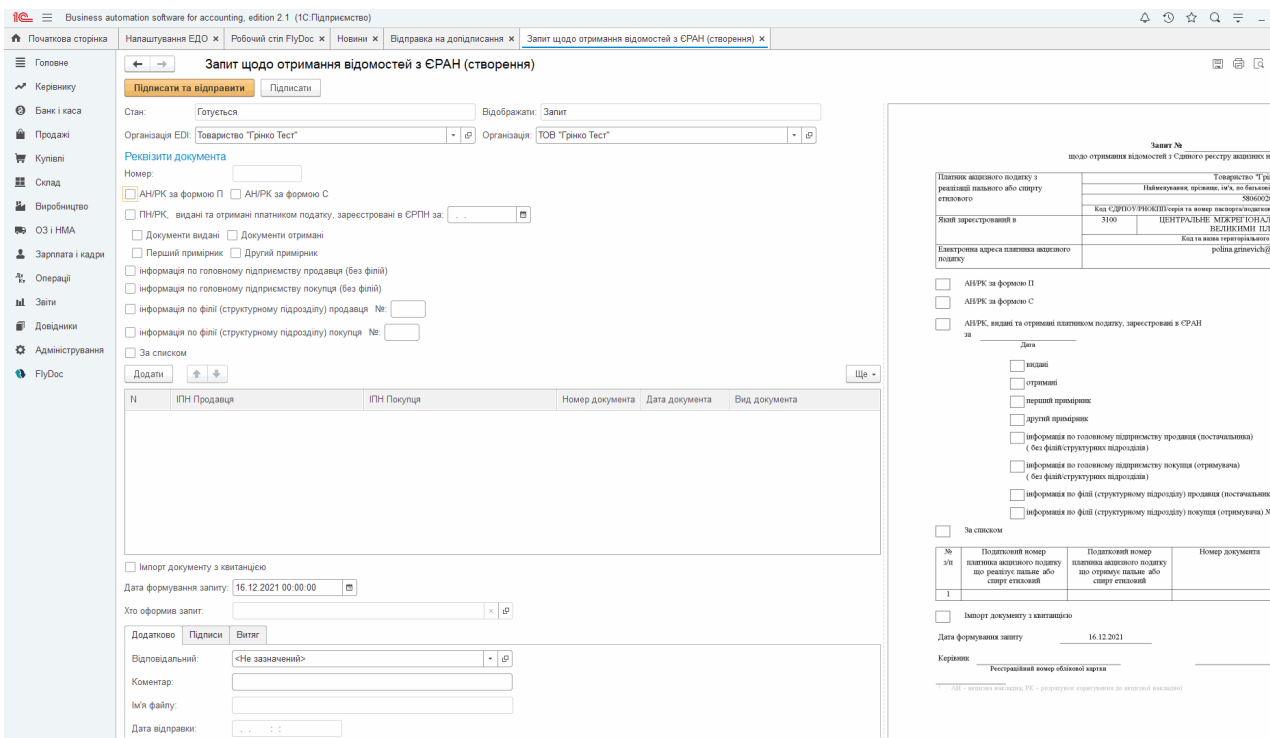 1С Business automation software for accounting, edition 2.1 (1С:Підприємство)
Початкова сторінка Налаштування ЕДО × Робочий стіл FlyDoc × Новини × Відправка на допідписання × Запит щодо отримання відомостей з ЄРАН (створення) ×
Головне
Керівнику
Банк і каса
Продажі
Купівлі
Склад
Виробництво
ОЗ і НМА
Зарплата і кадри
Операції
Звіти
Довідники
Адміністрування
FlyDoc
Запит щодо отримання відомостей з ЄРАН (створення)
Підписати та відправити Підписати
Стан: Готується Відображати: Запит
Організація EDI: Товариство "Грінко Тест" Організація: ТОВ "Грінко Тест"
Реквізити документа
Номер:
АН/РК за формою П АН/РК за формою С
ПН/РК, видані та отримані платником податку, зареєстровані в ЄРПН за: . .
Документи видані Документи отримані
Перший примірник Другий примірник
інформація по головному підприємству продавця (без філій)
інформація по головному підприємству покупця (без філій)
інформація по філії (структурному підрозділу) продавця №:
інформація по філії (структурному підрозділу) покупця №:
За списком
Додати Ще
N ІПН Продавця ІПН Покупця Номер документа Дата документа Вид документа
Імпорт документу з квитанцією
Дата формування запиту: 16.12.2021 00:00:00
Хто оформив запит:
Додатково Підписи Витяг
Відповідальний: <Не зазначений>
Коментар:
Ім'я файлу:
Дата відправки: . . : :
Запит №
щодо отримання відомостей з Єдиного реєстру акцизних н
Платник акцизного податку з Товариство "Грі
реалізації пального або спирту Найменування; прізвище, ім'я, по батькові
етилового 5806002
Код ЄДРПОУ/РНОКПП/серія та номер паспорта/податков
Який зареєстрований в 3100 ЦЕНТРАЛЬНЕ МІЖРЕГІОНАЛ
ВЕЛИКИМИ ПЛ
Код та назва територіального
Електронна адреса платника акцизного polina.grinevich@
податку
АН/РК за формою П
АН/РК за формою С
АН/РК, видані та отримані платником податку, зареєстровані в ЄРАН
за
Дата
видані
отримані
перший примірник
другий примірник
інформація по головному підприємству продавця (постачальника)
( без філій/структурних підрозділів)
інформація по головному підприємству покупця (отримувача)
( без філій/структурних підрозділів)
інформація по філії (структурному підрозділу) продавця (постачальник
інформація по філії (структурному підрозділу) покупця (отримувача) №
За списком
№ Податковий номер Податковий номер Номер документа
з/п платника акцизного податку платника акцизного податку
що реалізує пальне або що отримує пальне або
спирт етиловий спирт етиловий
1
Імпорт документу з квитанцією
Дата формування запиту 16.12.2021
Керівник
Реєстраційний номер облікової картки
АН – акцизна накладна; РК – розрахунок коригування до акцизної накладної